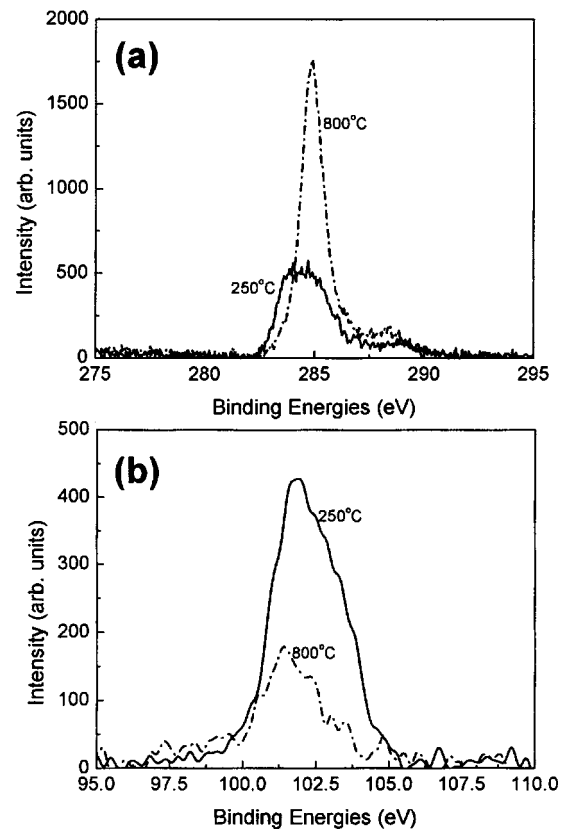 (a)
2000
1500
1000
500
0
Intensity (arb. units)
800°C
250°C
275 280 285 290 295
Binding Energies (eV)
(b)
500
400
300
200
100
0
Intensity (arb. units)
250°C
800°C
95.0 97.5 100.0 102.5 105.0 107.5 110.0
Binding Energies (eV)